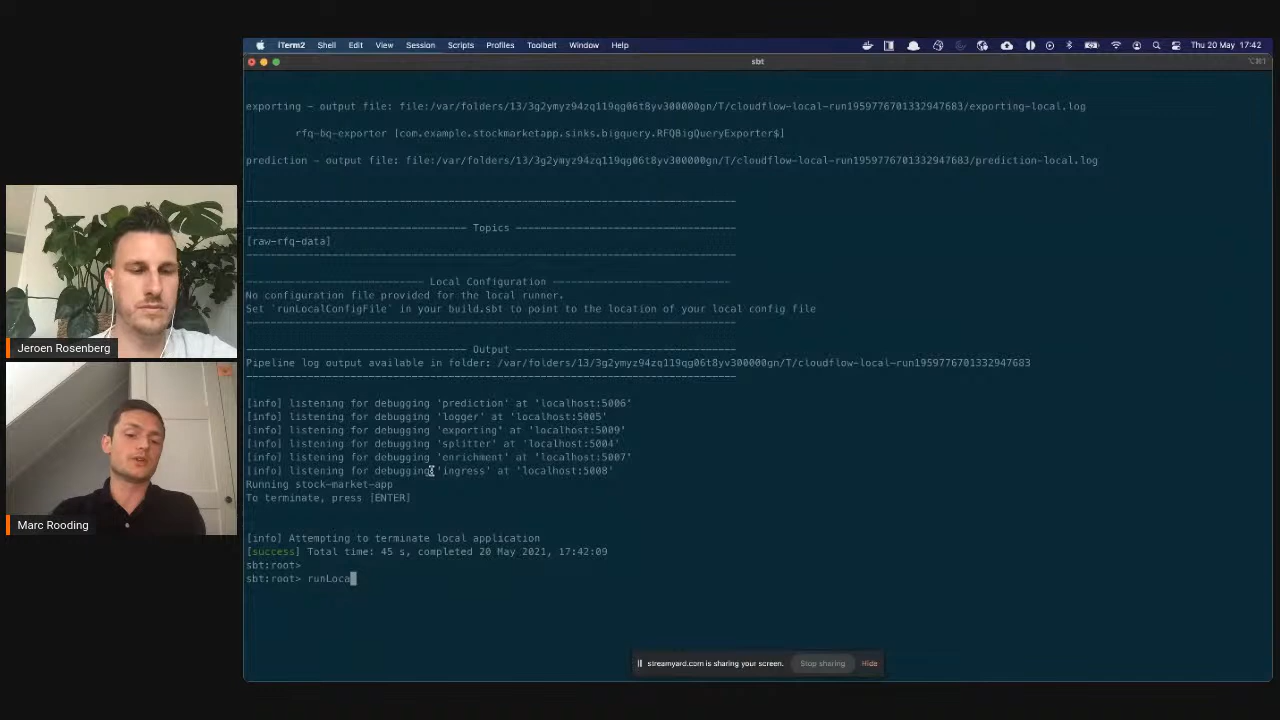 iTerm2 Shell Edit View Session Scripts Profiles Toolbelt Window Help Thu 20 May 17:42
sbt ⌥⌘1
exporting - output file: file:/var/folders/13/3g2ymyz94zq119qg06t8yv300000gn/T/cloudflow-local-run1959776701332947683/exporting-local.log
rfq-bq-exporter [com.example.stockmarketapp.sinks.bigquery.RFQBigQueryExporter$]
prediction - output file: file:/var/folders/13/3g2ymyz94zq119qg06t8yv300000gn/T/cloudflow-local-run1959776701332947683/prediction-local.log
--------------------------------------------------------------------------------
------------------------------------ Topics ------------------------------------
[raw-rfq-data]
--------------------------------------------------------------------------------
----------------------------- Local Configuration -----------------------------
No configuration file provided for the local runner.
Set `runLocalConfigFile` in your build.sbt to point to the location of your local config file
--------------------------------------------------------------------------------
------------------------------------ Output ------------------------------------
Pipeline log output available in folder: /var/folders/13/3g2ymyz94zq119qg06t8yv300000gn/T/cloudflow-local-run1959776701332947683
--------------------------------------------------------------------------------
[info] listening for debugging 'prediction' at 'localhost:5006'
[info] listening for debugging 'logger' at 'localhost:5005'
[info] listening for debugging 'exporting' at 'localhost:5009'
[info] listening for debugging 'splitter' at 'localhost:5004'
[info] listening for debugging 'enrichment' at 'localhost:5007'
[info] listening for debugging 'ingress' at 'localhost:5008'
Running stock-market-app
To terminate, press [ENTER]
[info] Attempting to terminate local application
[success] Total time: 45 s, completed 20 May 2021, 17:42:09
sbt:root>
sbt:root> runLoca
streamyard.com is sharing your screen. Stop sharing Hide
Jeroen Rosenberg
Marc Rooding